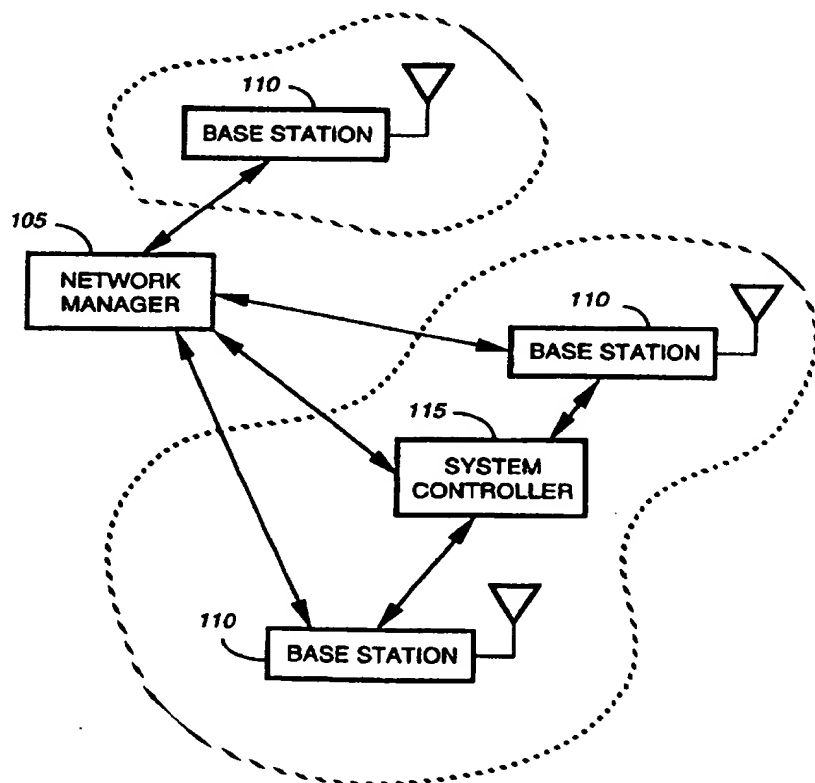 110
BASE STATION
105
NETWORK
MANAGER
110
BASE STATION
115
SYSTEM
CONTROLLER
110
BASE STATION